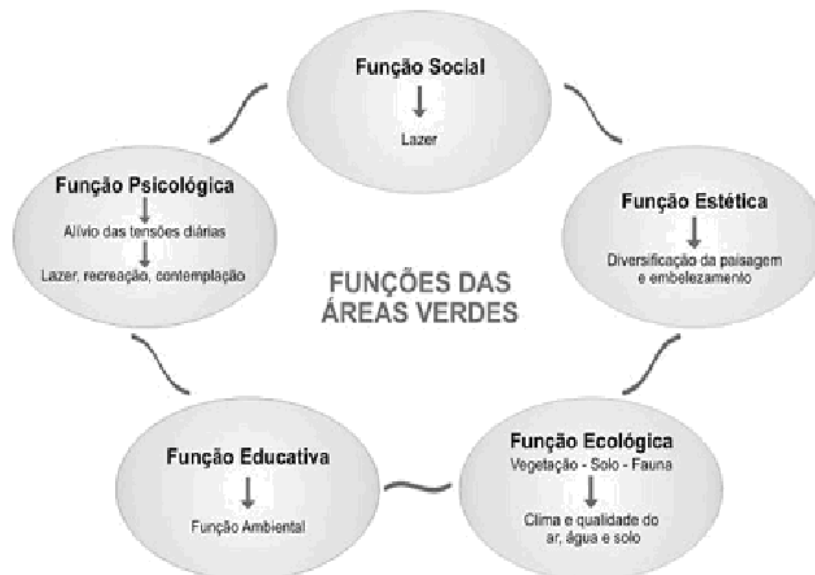 Função Social
Lazer
Função Psicológica
Alívio das tensões diárias
Lazer, recreação, contemplação
Função Estética
Diversificação da paisagem
e embelezamento
FUNÇÕES DAS
ÁREAS VERDES
Função Educativa
Função Ambiental
Função Ecológica
Vegetação - Solo - Fauna
Clima e qualidade do
ar, água e solo